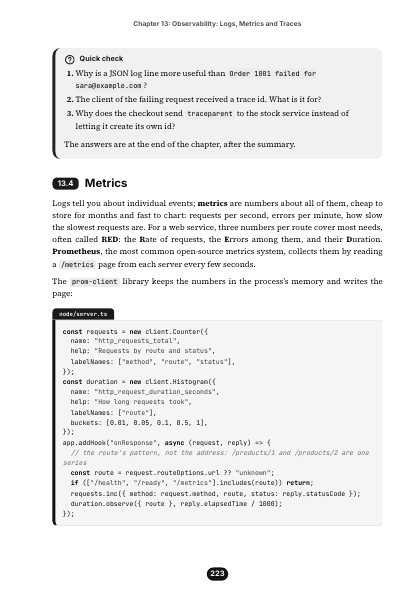 Chapter 13: Observability: Logs, Metrics and Traces
Quick check
1. Why is a JSON log line more useful than Order 1001 failed for
sara@example.com?
2. The client of the failing request received a trace id. What is it for?
3. Why does the checkout send traceparent to the stock service instead of
letting it create its own id?
The answers are at the end of the chapter, after the summary.
13.4 Metrics
Logs tell you about individual events; metrics are numbers about all of them, cheap to
store for months and fast to chart: requests per second, errors per minute, how slow
the slowest requests are. For a web service, three numbers per route cover most needs,
often called RED: the Rate of requests, the Errors among them, and their Duration.
Prometheus, the most common open-source metrics system, collects them by reading
a /metrics page from each server every few seconds.
The prom-client library keeps the numbers in the process's memory and writes the
page:
node/server.ts
const requests = new client.Counter({
  name: "http_requests_total",
  help: "Requests by route and status",
  labelNames: ["method", "route", "status"],
});
const duration = new client.Histogram({
  name: "http_request_duration_seconds",
  help: "How long requests took",
  labelNames: ["route"],
  buckets: [0.01, 0.05, 0.1, 0.5, 1],
});
app.addHook("onResponse", async (request, reply) => {
  // the route's pattern, not the address: /products/1 and /products/2 are one
series
  const route = request.routeOptions.url ?? "unknown";
  if (["/health", "/ready", "/metrics"].includes(route)) return;
  requests.inc({ method: request.method, route, status: reply.statusCode });
  duration.observe({ route }, reply.elapsedTime / 1000);
});
223